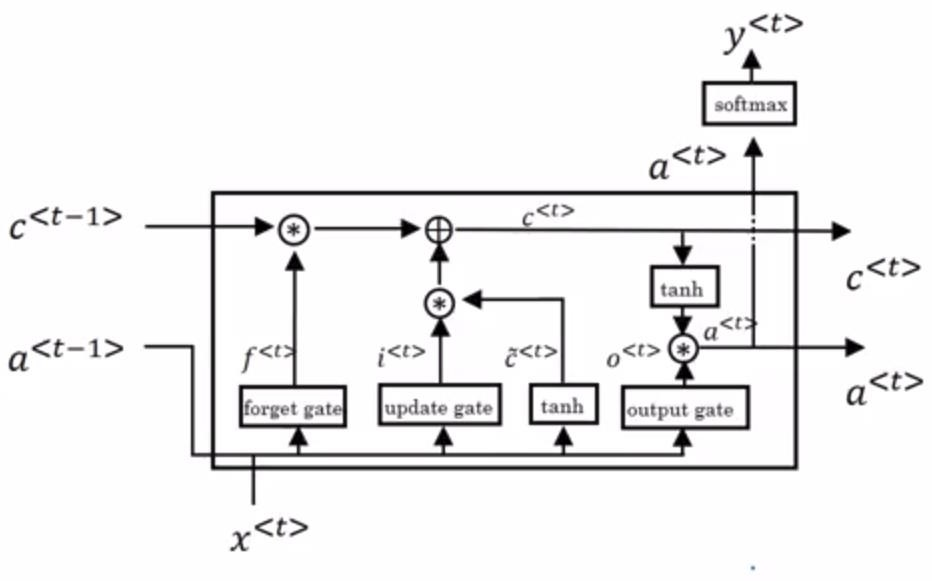 y<t>
softmax
a<t>
c<t-1>
c<t>
c<t>
tanh
a<t-1>
f<t>
i<t>
c̃<t>
o<t>
a<t>
a<t>
forget gate
update gate
tanh
output gate
x<t>